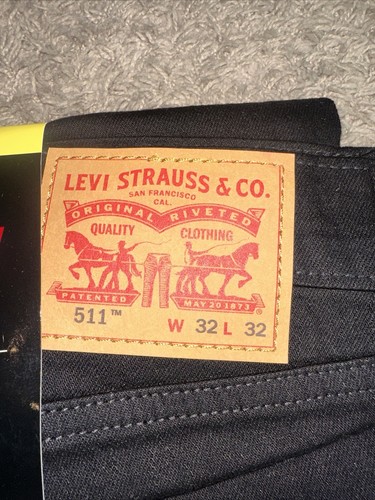 LEVI STRAUSS & CO.
SAN FRANCISCO
CAL.
ORIGINAL RIVETED
QUALITY CLOTHING
PATENTED MAY 20 1873 ®
511™ W 32 L 32